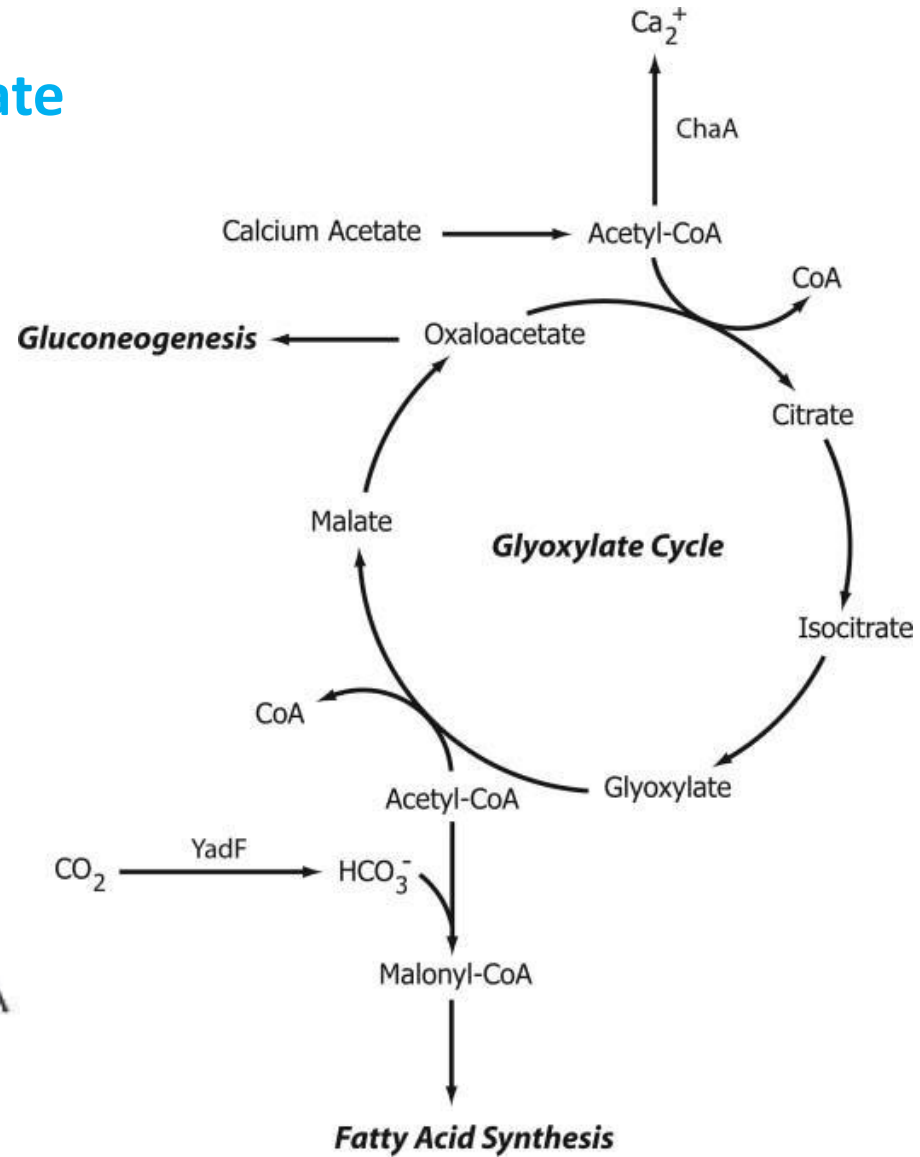 ate
Ca2+
ChaA
Calcium Acetate
Acetyl-CoA
CoA
Gluconeogenesis
Oxaloacetate
Citrate
Malate
Glyoxylate Cycle
Isocitrate
CoA
Glyoxylate
Acetyl-CoA
YadF
CO2
HCO3-
Malonyl-CoA
Fatty Acid Synthesis